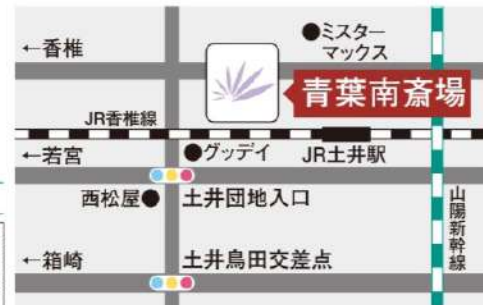 ●ミスター
マックス
←香椎
青葉南斎場
JR香椎線
←若宮
●グッデイ
JR土井駅
西松屋●
土井団地入口
山陽新幹線
←箱崎
土井鳥田交差点